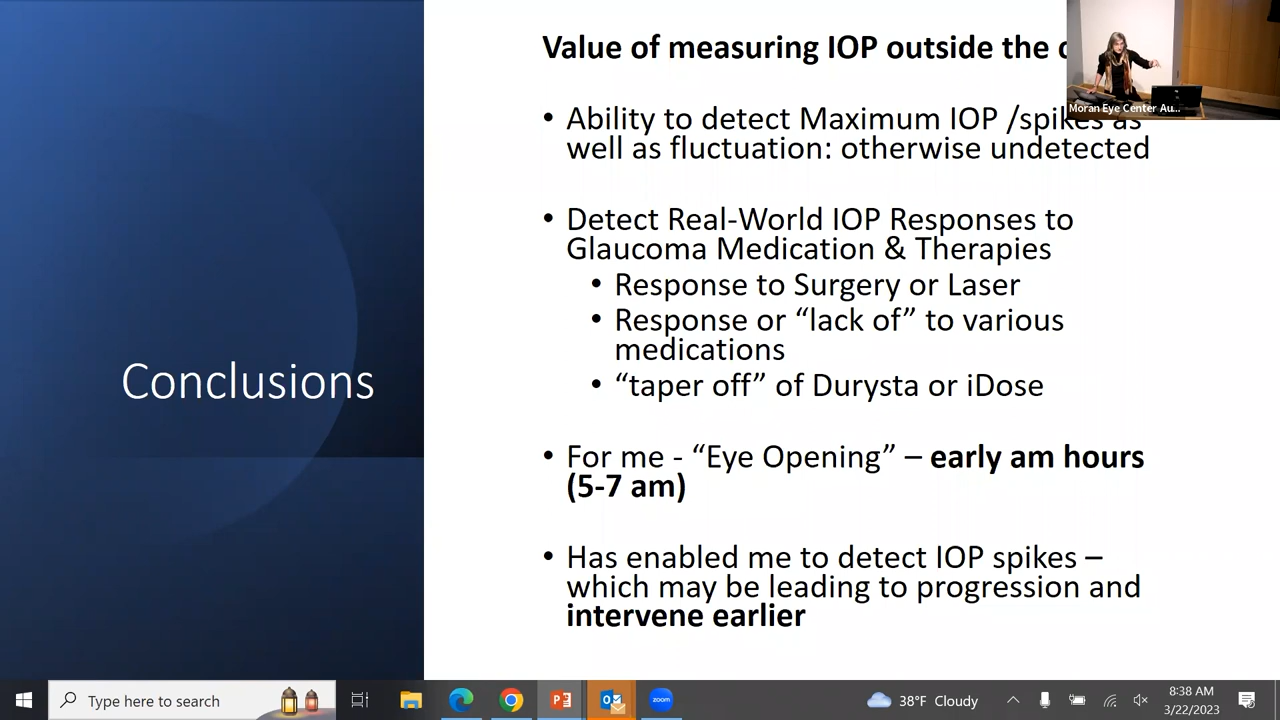 Value of measuring IOP outside the
Moran Eye Center Au...
• Ability to detect Maximum IOP /spikes as
well as fluctuation: otherwise undetected
• Detect Real-World IOP Responses to
Glaucoma Medication & Therapies
• Response to Surgery or Laser
• Response or “lack of” to various
medications
• “taper off” of Durysta or iDose
Conclusions
• For me - “Eye Opening” – early am hours
(5-7 am)
• Has enabled me to detect IOP spikes –
which may be leading to progression and
intervene earlier
Type here to search
zoom
38°F Cloudy
8:38 AM
3/22/2023